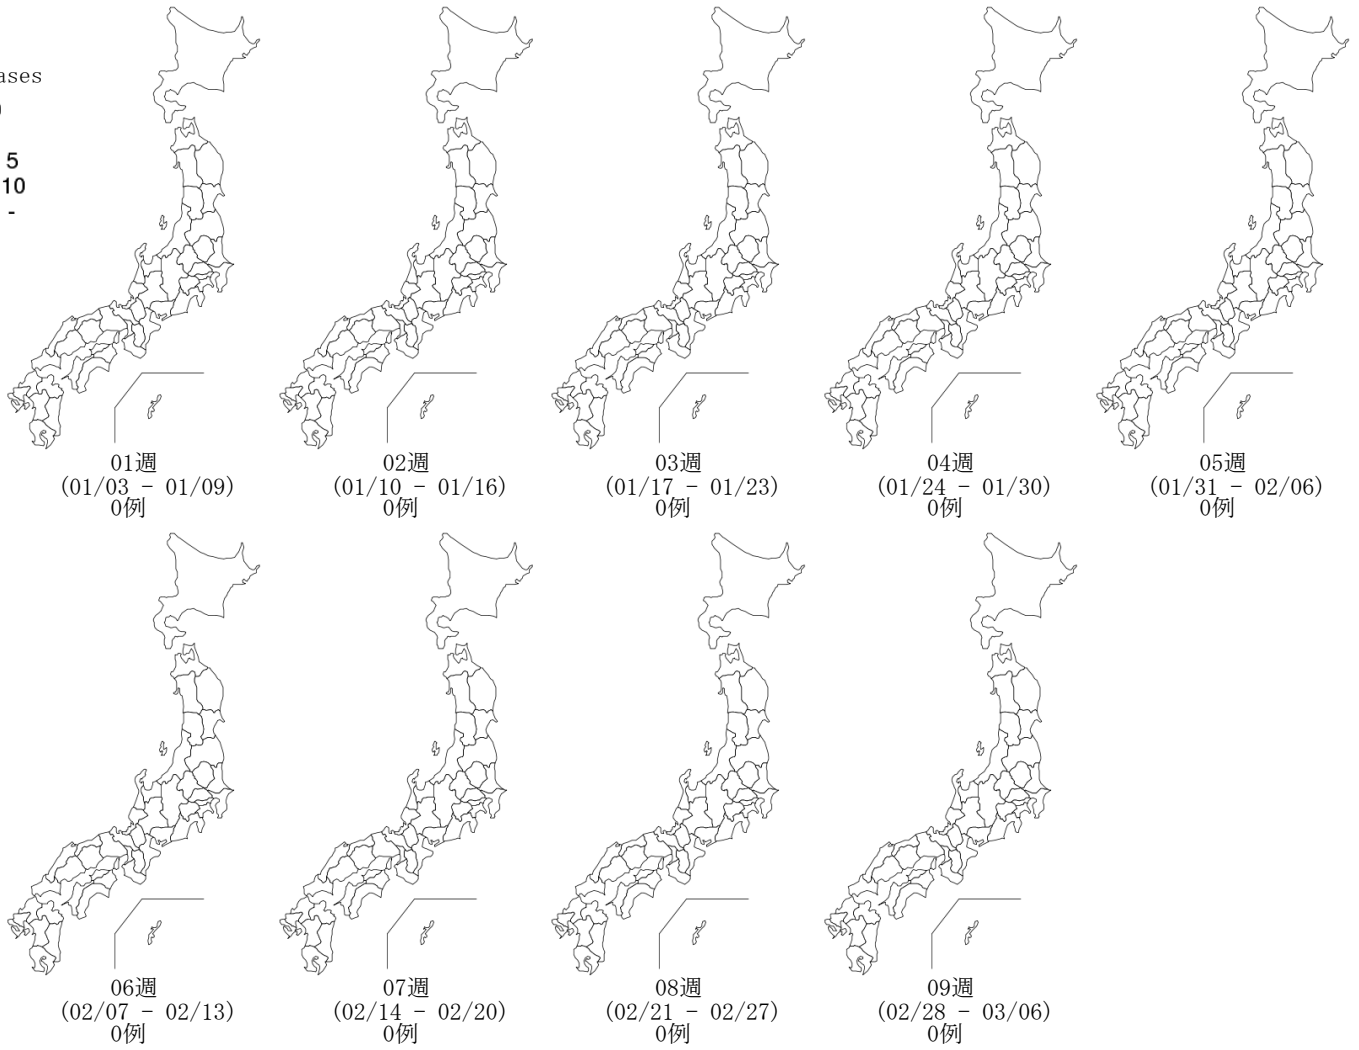 ases
5
10
-
01週
(01/03 - 01/09)
0例
02週
(01/10 - 01/16)
0例
03週
(01/17 - 01/23)
0例
04週
(01/24 - 01/30)
0例
05週
(01/31 - 02/06)
0例
06週
(02/07 - 02/13)
0例
07週
(02/14 - 02/20)
0例
08週
(02/21 - 02/27)
0例
09週
(02/28 - 03/06)
0例